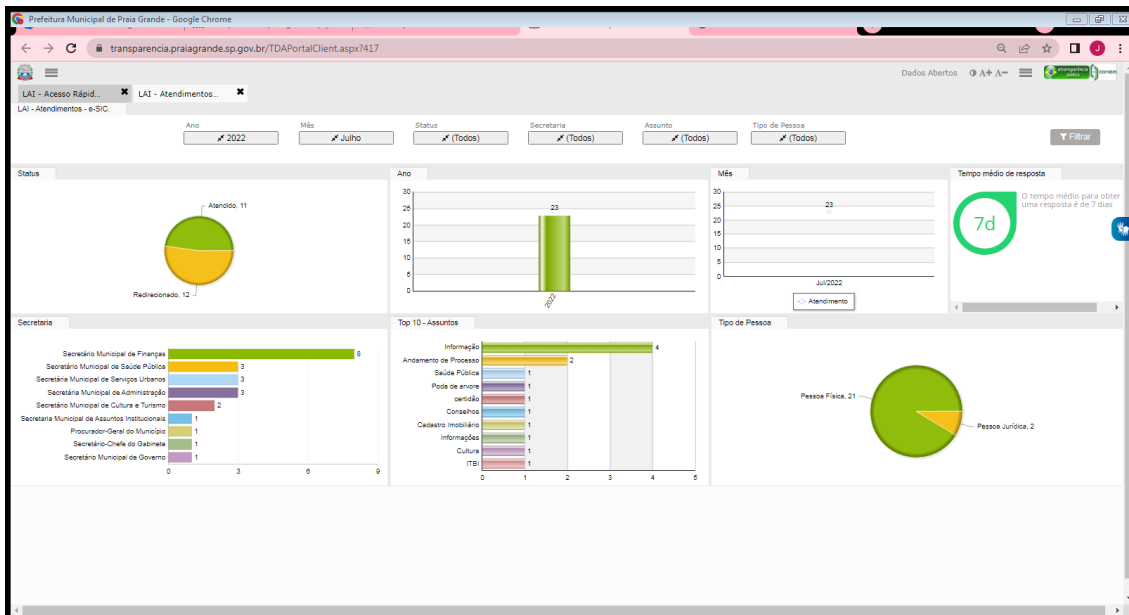 Prefeitura Municipal de Praia Grande - Google Chrome
transparencia.praiagrande.sp.gov.br/TDAPortalClient.aspx?417
J
Dados Abertos A+ A-
etransparência pública conam
LAI - Acesso Rápid... ✖ LAI - Atendimentos... ✖
LAI - Atendimentos - e-SIC.
Ano Mês Status Secretaria Assunto Tipo de Pessoa
2022 Julho (Todos) (Todos) (Todos) (Todos) Filtrar
Status
Atendido, 11
Redirecionado, 12
Ano
30
25
20
15
10
5
0
23
2022
Mês
30
25
20
15
10
5
0
23
Jul/2022
Atendimento
Tempo médio de resposta
7d
O tempo médio para obter
uma resposta é de 7 dias
Secretaria
Secretário Municipal de Finanças 8
Secretário Municipal de Saúde Pública 3
Secretária Municipal de Serviços Urbanos 3
Secretária Municipal de Administração 3
Secretário Municipal de Cultura e Turismo 2
Secretaria Municipal de Assuntos Institucionais 1
Procurador-Geral do Município 1
Secretário-Chefe do Gabinete 1
Secretário Municipal de Governo 1
0 3 6 9
Top 10 - Assuntos
Informação 4
Andamento de Processo 2
Saúde Pública 1
Poda de arvore 1
certidão 1
Conselhos 1
Cadastro Imobiliário 1
Informações 1
Cultura 1
ITBI 1
0 1 2 3 4 5
Tipo de Pessoa
Pessoa Física, 21
Pessoa Jurídica, 2